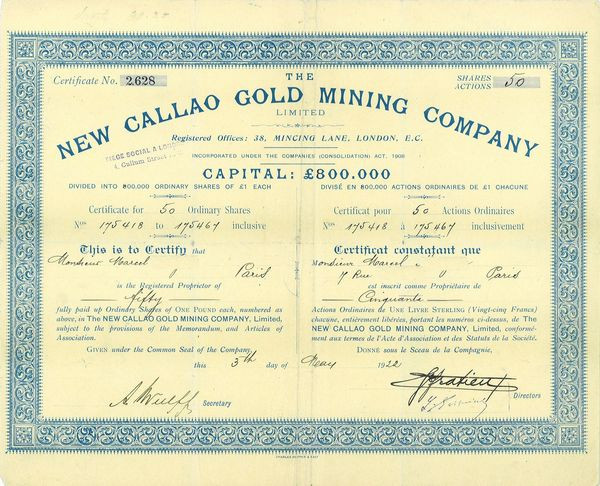 Certificate No. 2.628
SHARES
ACTIONS 50
THE
NEW CALLAO GOLD MINING COMPANY
LIMITED
Registered Offices: 38, MINCING LANE, LONDON, E.C.
SIEGE SOCIAL A
4, Cullum Street
INCORPORATED UNDER THE COMPANIES (CONSOLIDATION) ACT, 1908
CAPITAL: £800.000
DIVIDED INTO 800.000 ORDINARY SHARES OF £1 EACH
Certificate for 50 Ordinary Shares
Nos 175418 to 175467 inclusive
This is to Certify that
Monsieur Marcel
Paris
is the Registered Proprietor of
fifty
fully paid up Ordinary Shares of ONE POUND each, numbered as
above, in The NEW CALLAO GOLD MINING COMPANY, Limited,
subject to the provisions of the Memorandum, and Articles of
Association.
GIVEN under the Common Seal of the Company,
this 5th day of May 1922
DIVISÉ EN 800.000 ACTIONS ORDINAIRES DE £1 CHACUNE
Certificat pour 50 Actions Ordinaires
Nos 175418 à 175467 inclusivement
Certificat constatant que
Monsieur Marcel
7 Rue Paris
est inscrit comme Propriétaire de
Cinquante
Actions Ordinaires de UNE LIVRE STERLING (Vingt-cinq Francs)
chacune, entièrement libérées, portant les numéros ci-dessus, de The
NEW CALLAO GOLD MINING COMPANY, Limited, conformé-
ment aux termes de l'Acte d'Association et des Statuts de la Société.
DONNÉ sous le Sceau de la Compagnie,
Secretary
Directors